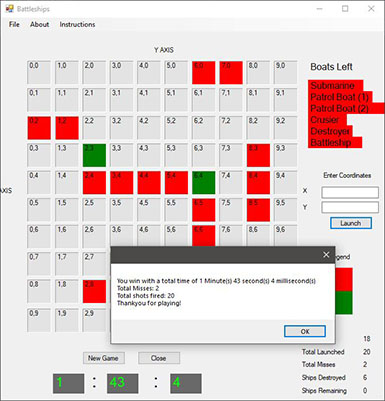 Battleships
File About Instructions
Y AXIS
Boats Left
0,0 1,0 2,0 3,0 4,0 5,0 6,0 7,0 8,0 9,0
Submarine
Patrol Boat (1)
0,1 1,1 2,1 3,1 4,1 5,1 6,1 7,1 8,1 9,1
Patrol Boat (2)
Crusier
0,2 1,2 2,2 3,2 4,2 5,2 6,2 7,2 8,2 9,2
Destroyer
Battleship
0,3 1,3 2,3 3,3 4,3 5,3 6,3 7,3 8,3 9,3
Enter Coordinates
0,4 1,4 2,4 3,4 4,4 5,4 6,4 7,4 8,4 9,4
AXIS
X
0,5 1,5 2,5 3,5 4,5 5,5 6,5 7,5 8,5 9,5
Y
Launch
0,6 1,6 2,6 3,6 4,6 5,6 6,6 7,6 8,6 9,6
0,7 1,7 2,7
egend
You win with a total time of 1 Minute(s) 43 second(s) 4 millisecond(s)
Total Misses: 2
Total shots fired: 20
Thankyou for playing!
0,8 1,8 2,8
OK
0,9 1,9 2,9
18
New Game Close
Total Launched 20
Total Misses 2
1 : 43 : 4
Ships Destroyed 6
Ships Remaining 0